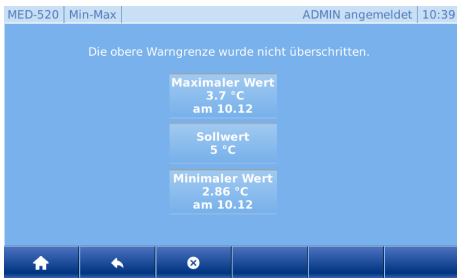 MED-520 Min-Max ADMIN angemeldet 10:39
Die obere Warngrenze wurde nicht überschritten.
Maximaler Wert
3.7 °C
am 10.12
Sollwert
5 °C
Minimaler Wert
2.86 °C
am 10.12